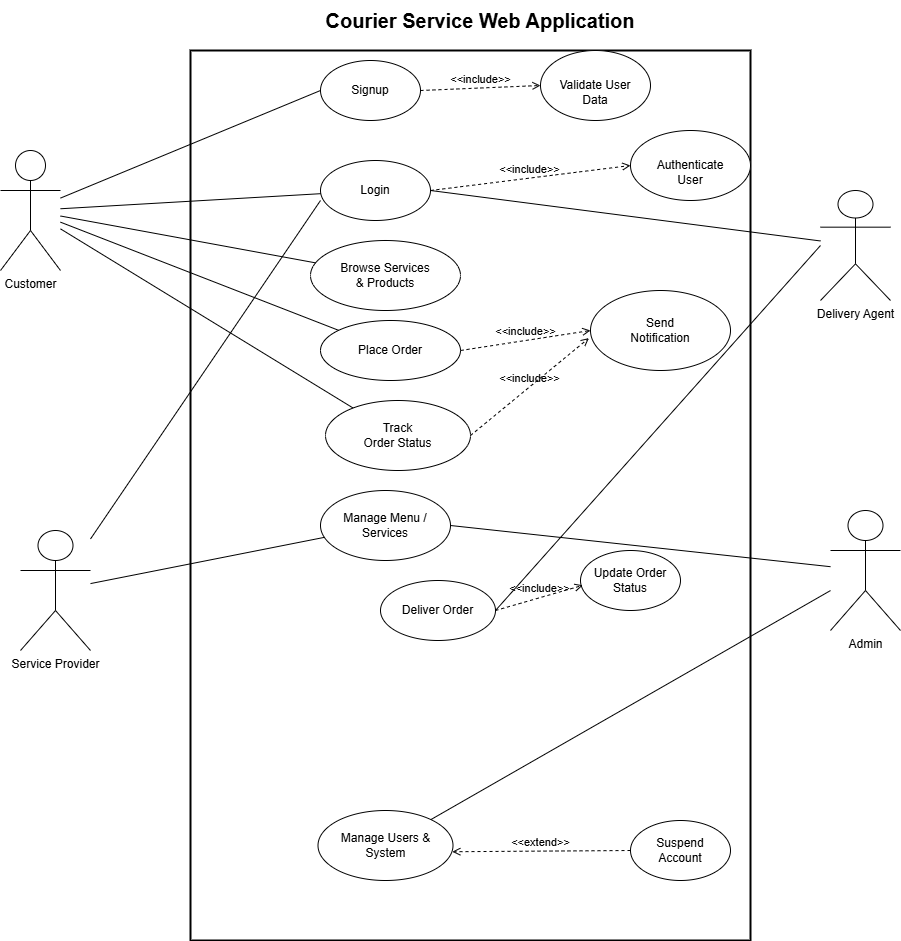 Courier Service Web Application
Signup
<<include>>
Validate User
Data
Login
<<include>>
Authenticate
User
Customer
Browse Services
& Products
Delivery Agent
Place Order
<<include>>
Send
Notification
<<include>>
Track
Order Status
Manage Menu /
Services
Deliver Order
<<include>>
Update Order
Status
Service Provider
Admin
Manage Users &
System
<<extend>>
Suspend
Account